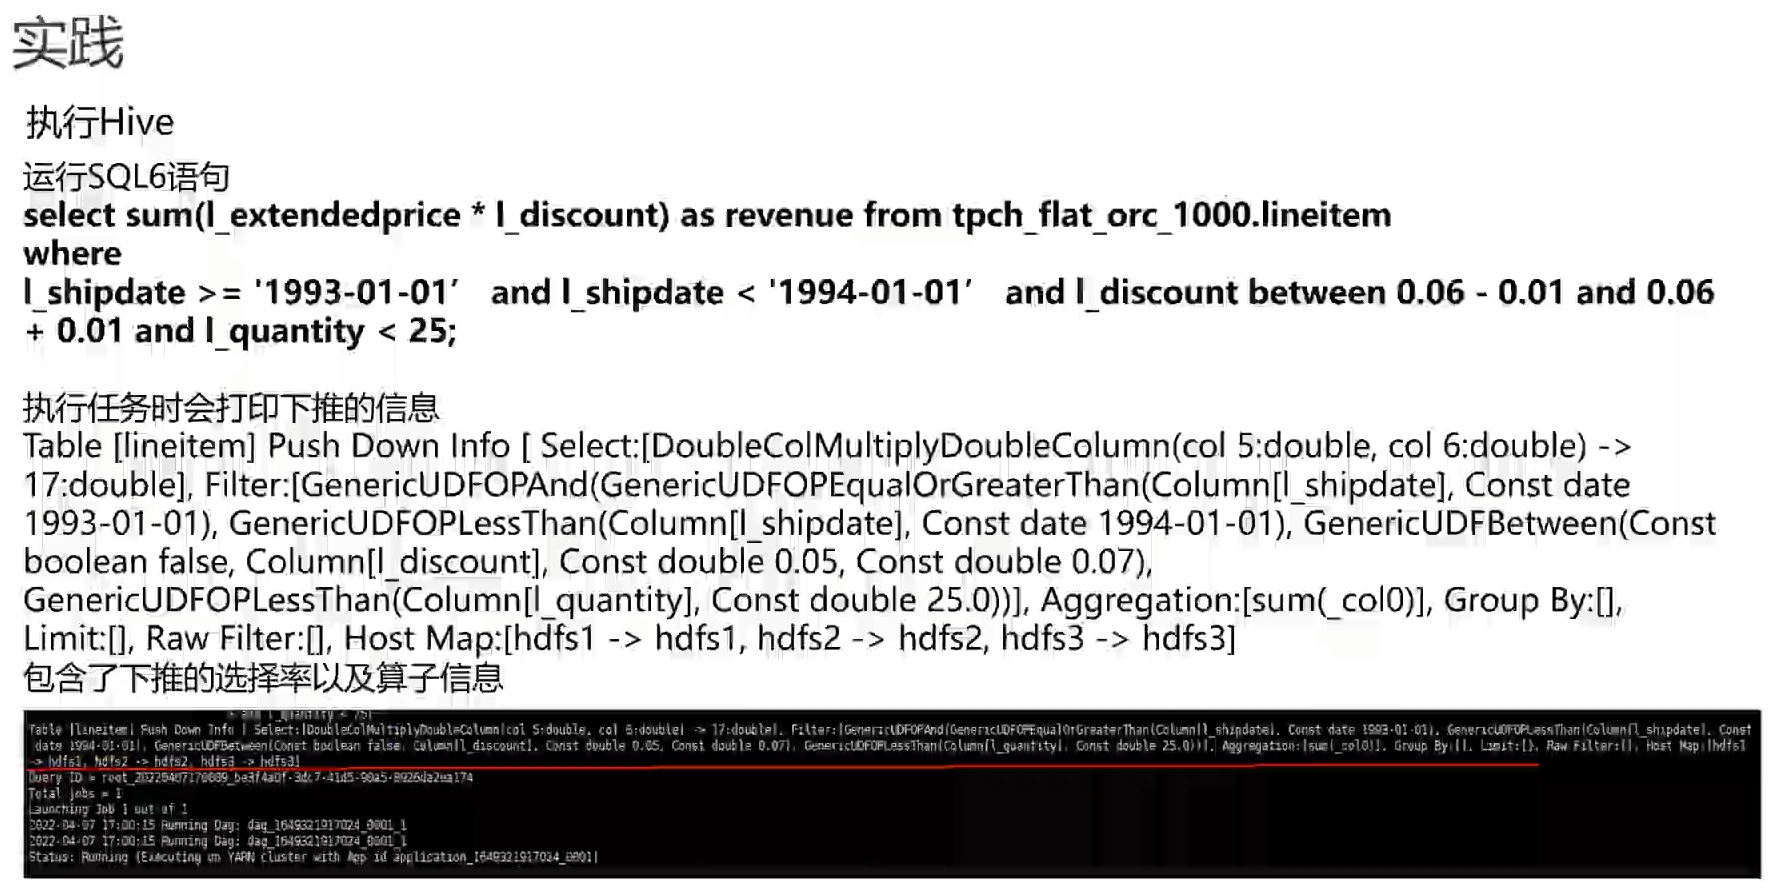 实践
执行Hive
运行SQL6语句
select sum(l_extendedprice * l_discount) as revenue from tpch_flat_orc_1000.lineitem
where
l_shipdate >= '1993-01-01’ and l_shipdate < '1994-01-01’ and l_discount between 0.06 - 0.01 and 0.06
+ 0.01 and l_quantity < 25;
执行任务时会打印下推的信息
Table [lineitem] Push Down Info [ Select:[DoubleColMultiplyDoubleColumn(col 5:double, col 6:double) ->
17:double], Filter:[GenericUDFOPAnd(GenericUDFOPEqualOrGreaterThan(Column[l_shipdate], Const date
1993-01-01), GenericUDFOPLessThan(Column[l_shipdate], Const date 1994-01-01), GenericUDFBetween(Const
boolean false, Column[l_discount], Const double 0.05, Const double 0.07),
GenericUDFOPLessThan(Column[l_quantity], Const double 25.0))], Aggregation:[sum(_col0)], Group By:[],
Limit:[], Raw Filter:[], Host Map:[hdfs1 -> hdfs1, hdfs2 -> hdfs2, hdfs3 -> hdfs3]
包含了下推的选择率以及算子信息
Table [lineitem] Push Down Info [ Select:[DoubleColMultiplyDoubleColumn(col 5:double, col 6:double) -> 17:double], Filter:[GenericUDFOPAnd(GenericUDFOPEqualOrGreaterThan(Column[l_shipdate], Const date 1993-01-01), GenericUDFOPLessThan(Column[l_shipdate], Const
date 1994-01-01), GenericUDFBetween(Const boolean false, Column[l_discount], Const double 0.05, Const double 0.07), GenericUDFOPLessThan(Column[l_quantity], Const double 25.0))], Aggregation:[sum(_col0)], Group By:[], Limit:[], Raw Filter:[], Host Map:[hdfs1
-> hdfs1, hdfs2 -> hdfs2, hdfs3 -> hdfs3]
Query ID =
Total jobs = 1
Launching Job 1 out of 1
2022-04-07 17:00:15 Running Dag: dag_1649321917024_0001_1
2022-04-07 17:00:15 Running Dag: dag_1649321917024_0001_1
Status: Running (Executing on YARN cluster with App id application_1649321917024_0001)